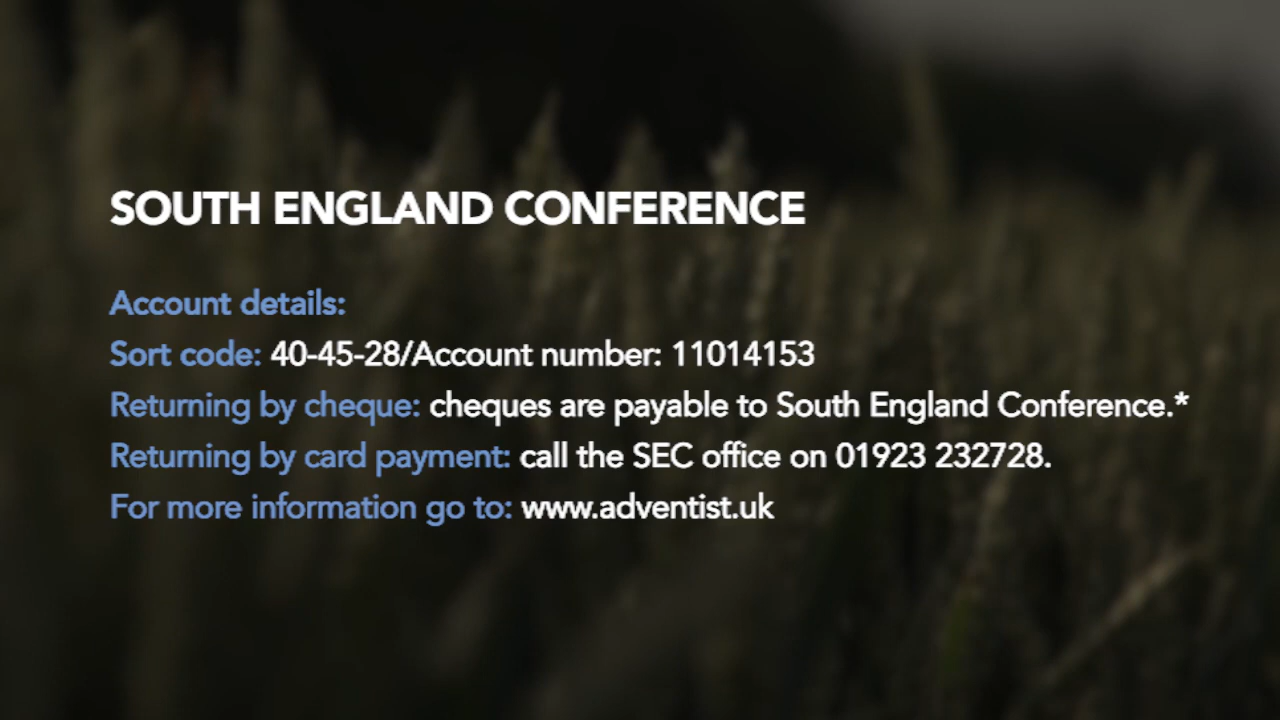 SOUTH ENGLAND CONFERENCE
Account details:
Sort code: 40-45-28/Account number: 11014153
Returning by cheque: cheques are payable to South England Conference.*
Returning by card payment: call the SEC office on 01923 232728.
For more information go to: www.adventist.uk